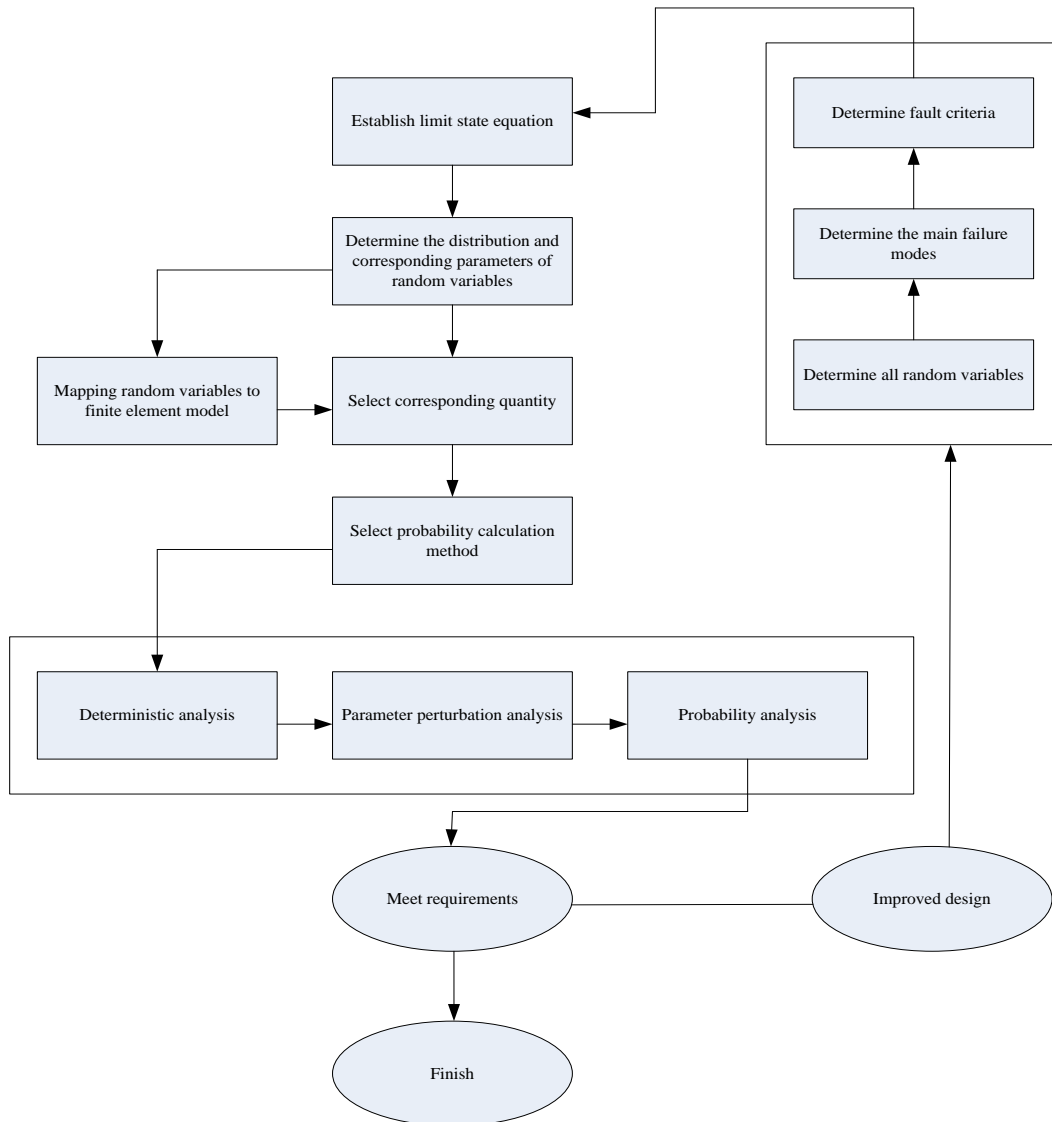 Establish limit state equation
Determine the distribution and
corresponding parameters of
random variables
Mapping random variables to
finite element model
Select corresponding quantity
Select probability calculation
method
Determine fault criteria
Determine the main failure
modes
Determine all random variables
Deterministic analysis
Parameter perturbation analysis
Probability analysis
Meet requirements
Improved design
Finish